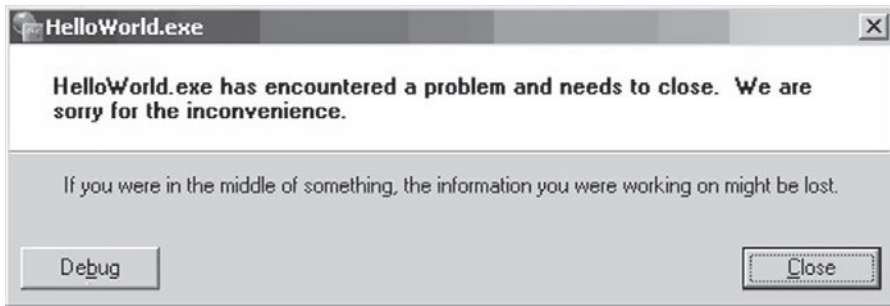 HelloWorld.exe
HelloWorld.exe has encountered a problem and needs to close.  We are
sorry for the inconvenience.
If you were in the middle of something, the information you were working on might be lost.
Debug
Close